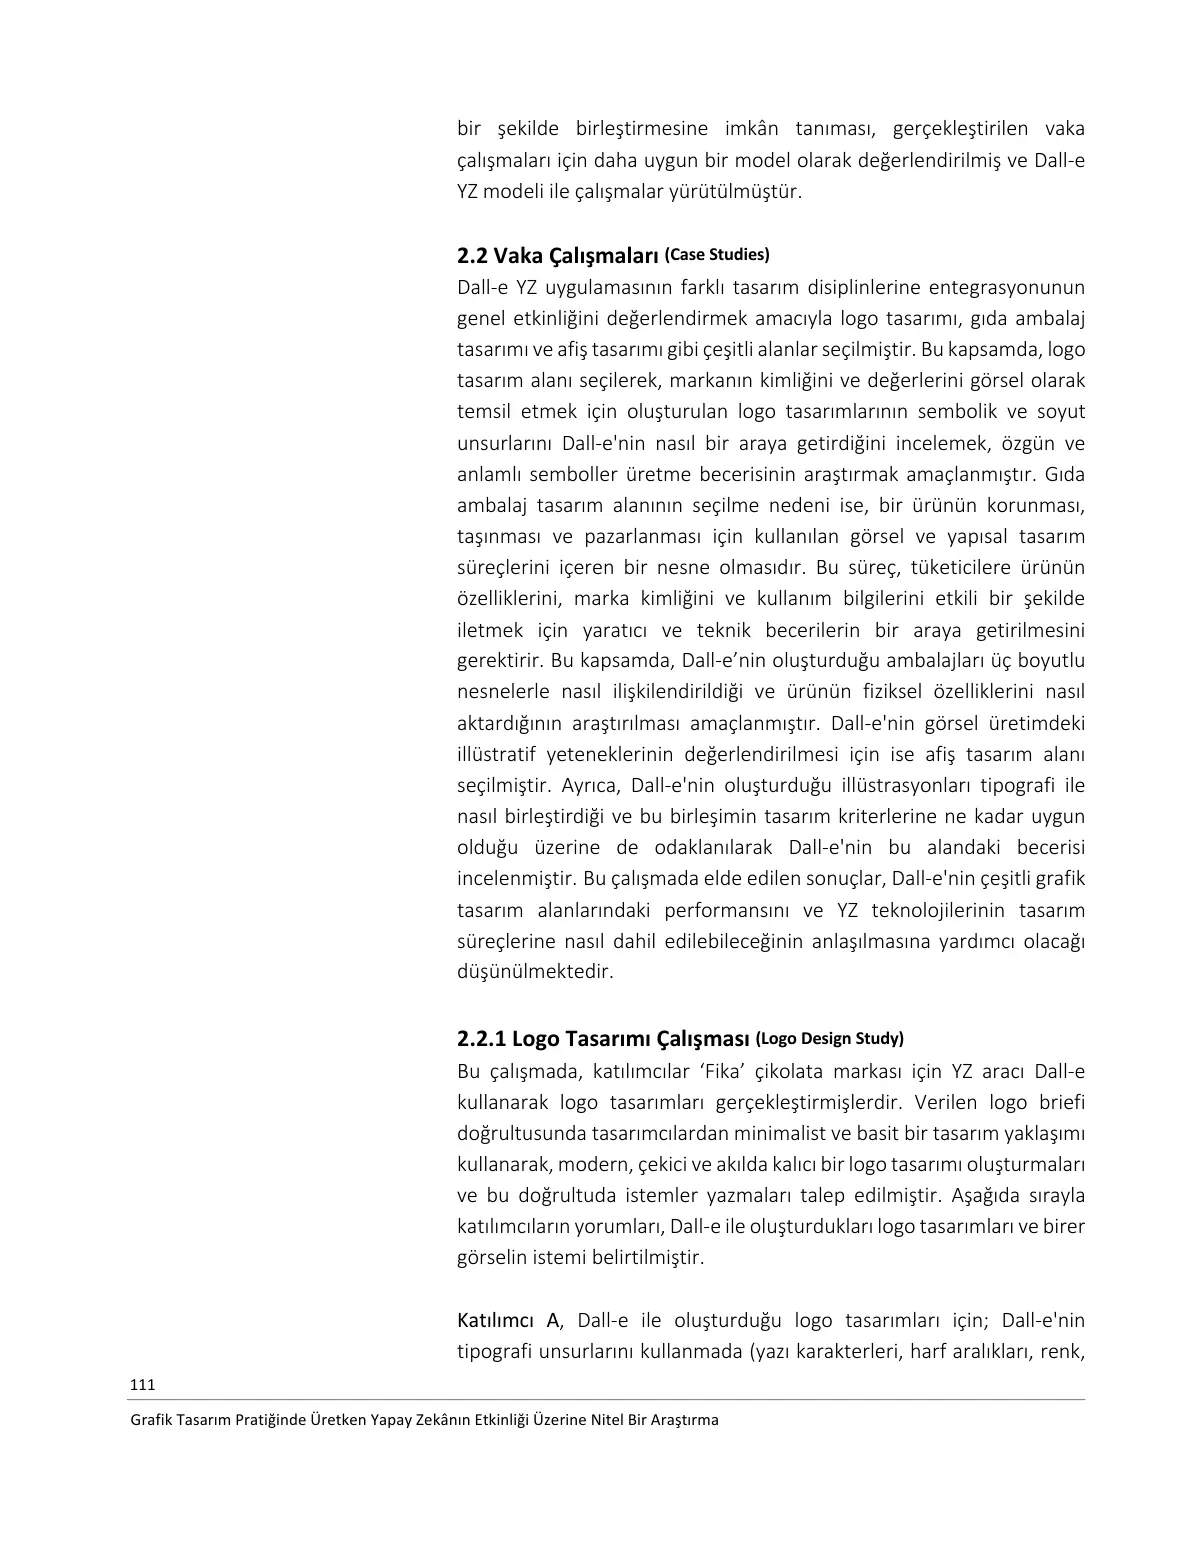 bir şekilde birleştirmesine imkân tanıması, gerçekleştirilen vaka
çalışmaları için daha uygun bir model olarak değerlendirilmiş ve Dall-e
YZ modeli ile çalışmalar yürütülmüştür.
2.2 Vaka Çalışmaları (Case Studies)
Dall-e YZ uygulamasının farklı tasarım disiplinlerine entegrasyonunun
genel etkinliğini değerlendirmek amacıyla logo tasarımı, gıda ambalaj
tasarımı ve afiş tasarımı gibi çeşitli alanlar seçilmiştir. Bu kapsamda, logo
tasarım alanı seçilerek, markanın kimliğini ve değerlerini görsel olarak
temsil etmek için oluşturulan logo tasarımlarının sembolik ve soyut
unsurlarını Dall-e'nin nasıl bir araya getirdiğini incelemek, özgün ve
anlamlı semboller üretme becerisinin araştırmak amaçlanmıştır. Gıda
ambalaj tasarım alanının seçilme nedeni ise, bir ürünün korunması,
taşınması ve pazarlanması için kullanılan görsel ve yapısal tasarım
süreçlerini içeren bir nesne olmasıdır. Bu süreç, tüketicilere ürünün
özelliklerini, marka kimliğini ve kullanım bilgilerini etkili bir şekilde
iletmek için yaratıcı ve teknik becerilerin bir araya getirilmesini
gerektirir. Bu kapsamda, Dall-e’nin oluşturduğu ambalajları üç boyutlu
nesnelerle nasıl ilişkilendirildiği ve ürünün fiziksel özelliklerini nasıl
aktardığının araştırılması amaçlanmıştır. Dall-e'nin görsel üretimdeki
illüstratif yeteneklerinin değerlendirilmesi için ise afiş tasarım alanı
seçilmiştir. Ayrıca, Dall-e'nin oluşturduğu illüstrasyonları tipografi ile
nasıl birleştirdiği ve bu birleşimin tasarım kriterlerine ne kadar uygun
olduğu üzerine de odaklanılarak Dall-e'nin bu alandaki becerisi
incelenmiştir. Bu çalışmada elde edilen sonuçlar, Dall-e'nin çeşitli grafik
tasarım alanlarındaki performansını ve YZ teknolojilerinin tasarım
süreçlerine nasıl dahil edilebileceğinin anlaşılmasına yardımcı olacağı
düşünülmektedir.
2.2.1 Logo Tasarımı Çalışması (Logo Design Study)
Bu çalışmada, katılımcılar ‘Fika’ çikolata markası için YZ aracı Dall-e
kullanarak logo tasarımları gerçekleştirmişlerdir. Verilen logo briefi
doğrultusunda tasarımcılardan minimalist ve basit bir tasarım yaklaşımı
kullanarak, modern, çekici ve akılda kalıcı bir logo tasarımı oluşturmaları
ve bu doğrultuda istemler yazmaları talep edilmiştir. Aşağıda sırayla
katılımcıların yorumları, Dall-e ile oluşturdukları logo tasarımları ve birer
görselin istemi belirtilmiştir.
Katılımcı A, Dall-e ile oluşturduğu logo tasarımları için; Dall-e'nin
tipografi unsurlarını kullanmada (yazı karakterleri, harf aralıkları, renk,
111
Grafik Tasarım Pratiğinde Üretken Yapay Zekânın Etkinliği Üzerine Nitel Bir Araştırma